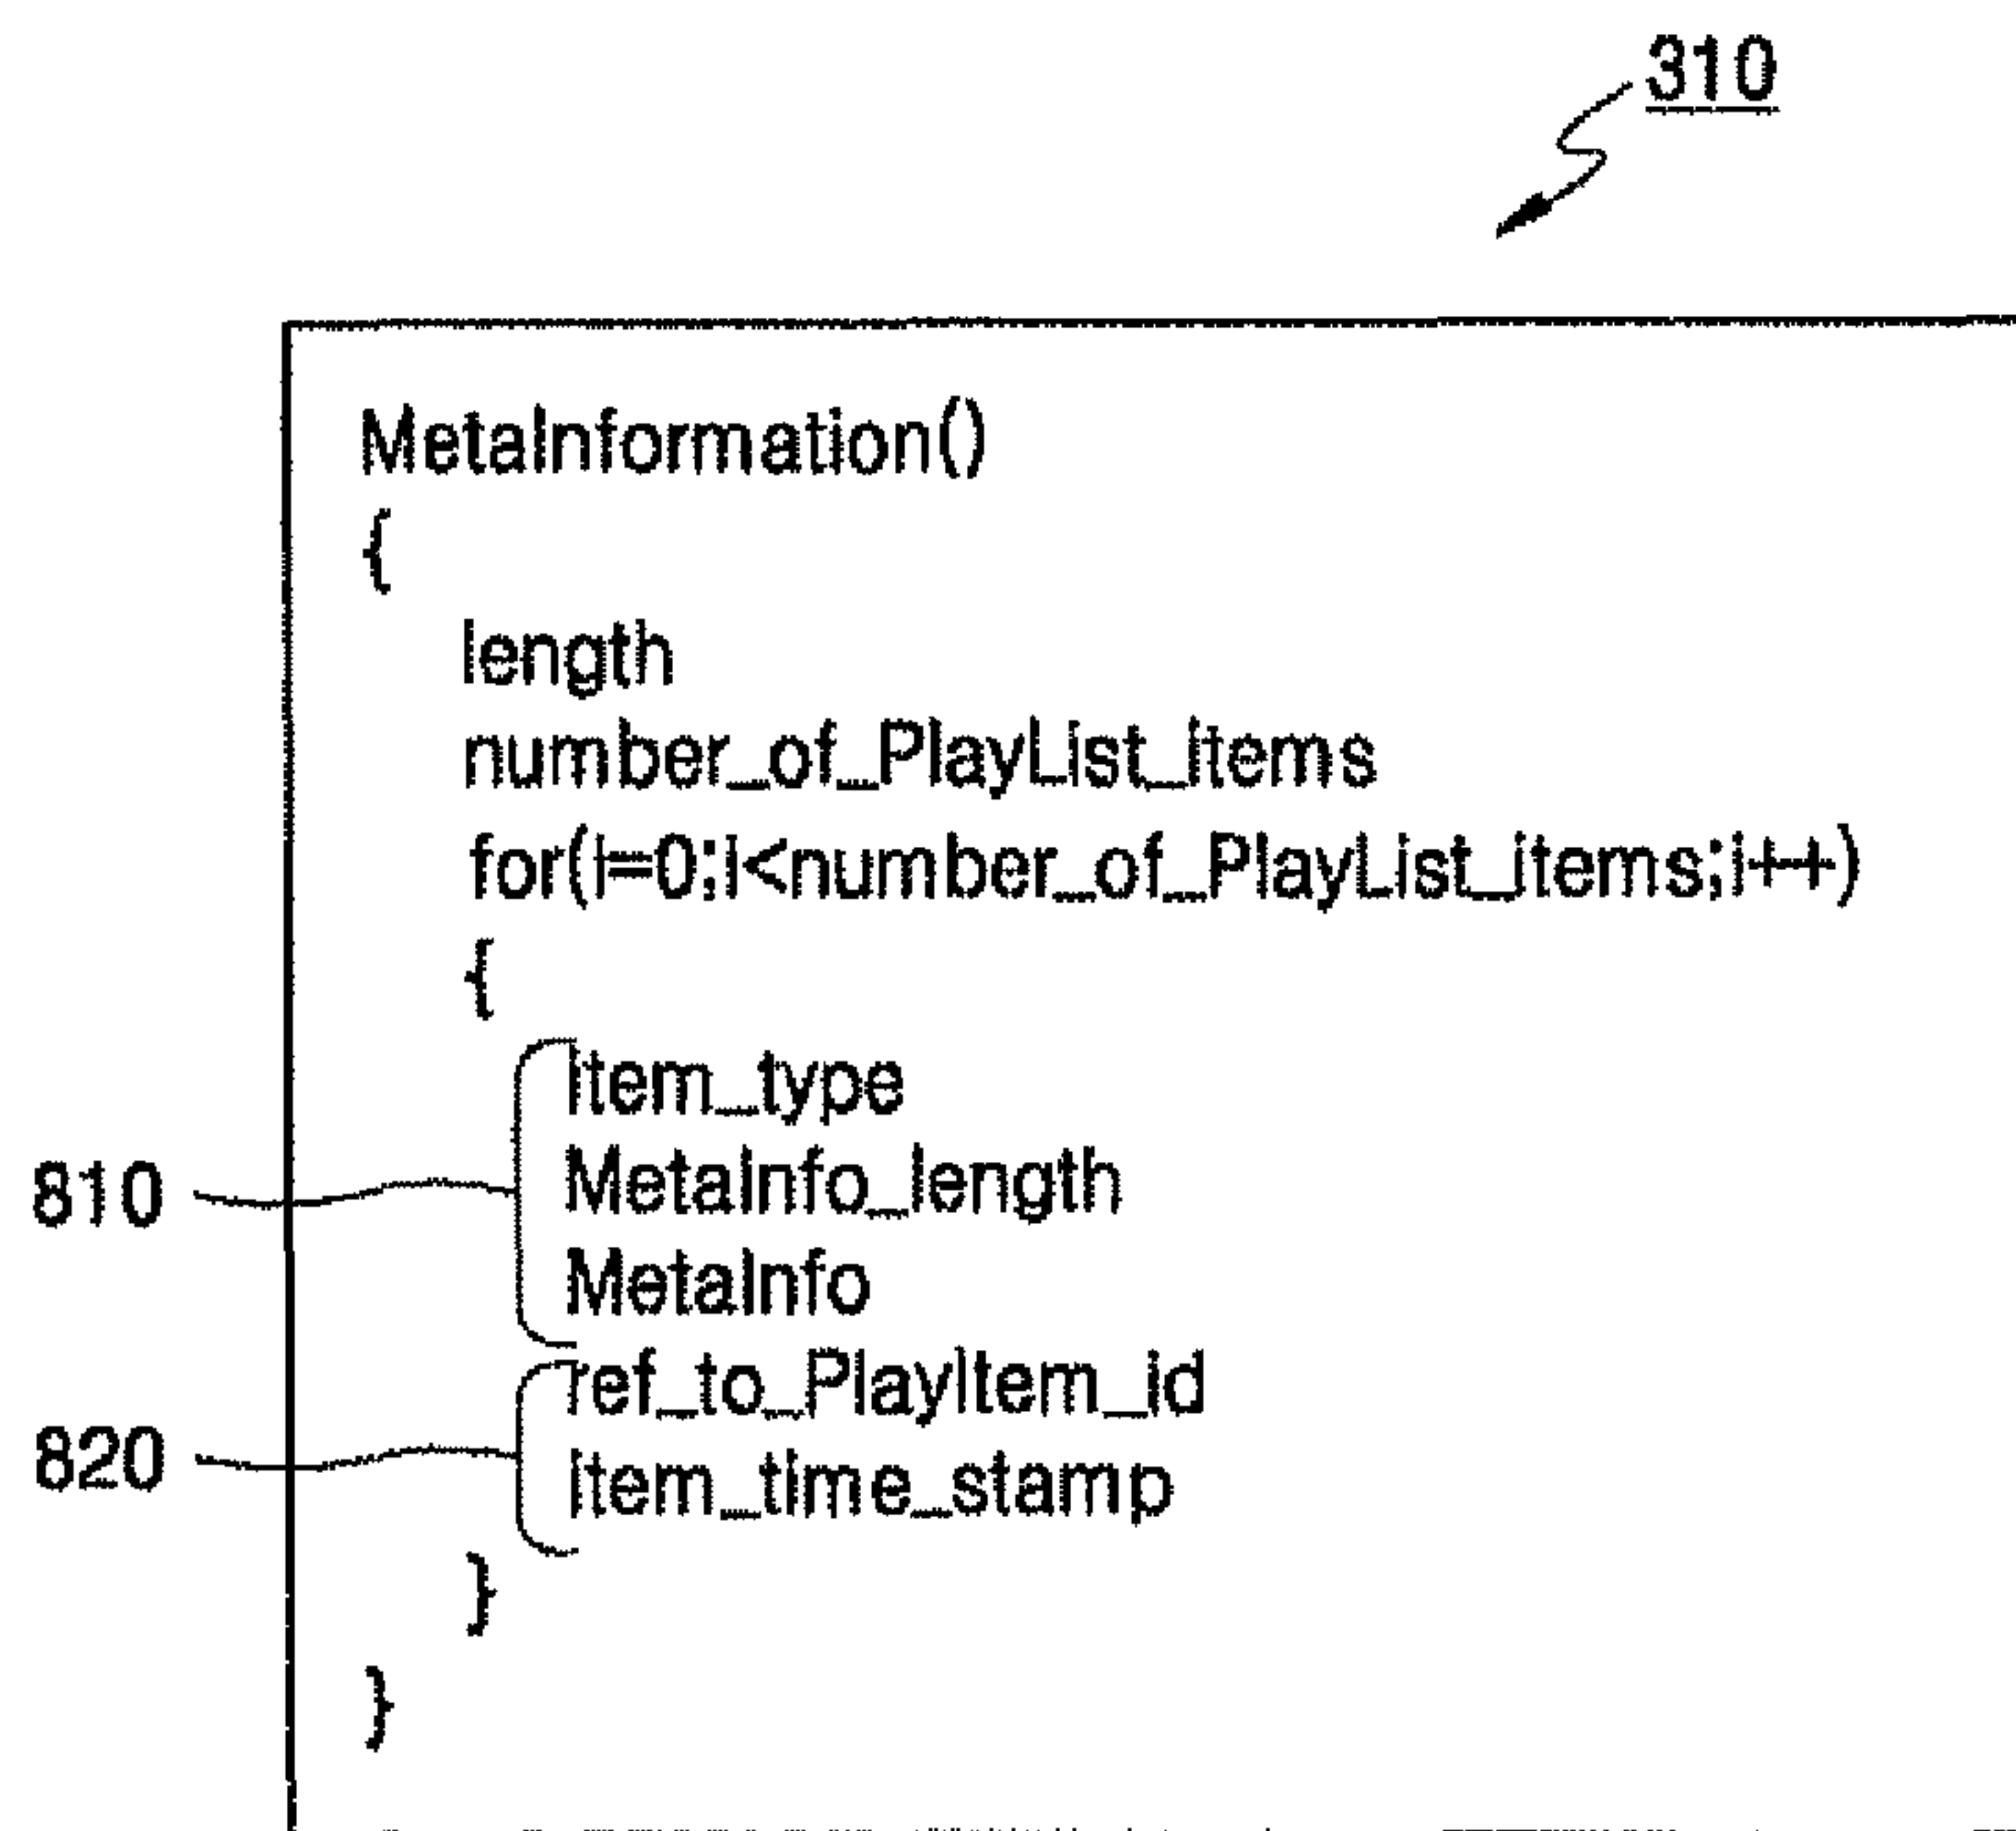 310
MetaInformation()
{
length
number_of_PlayList_items
for(i=0:i<number_of_PlayList_items;i++)
{
item_type
MetaInfo_length
810
MetaInfo
ref_to_PlayItem_id
820
item_time_stamp
}
}